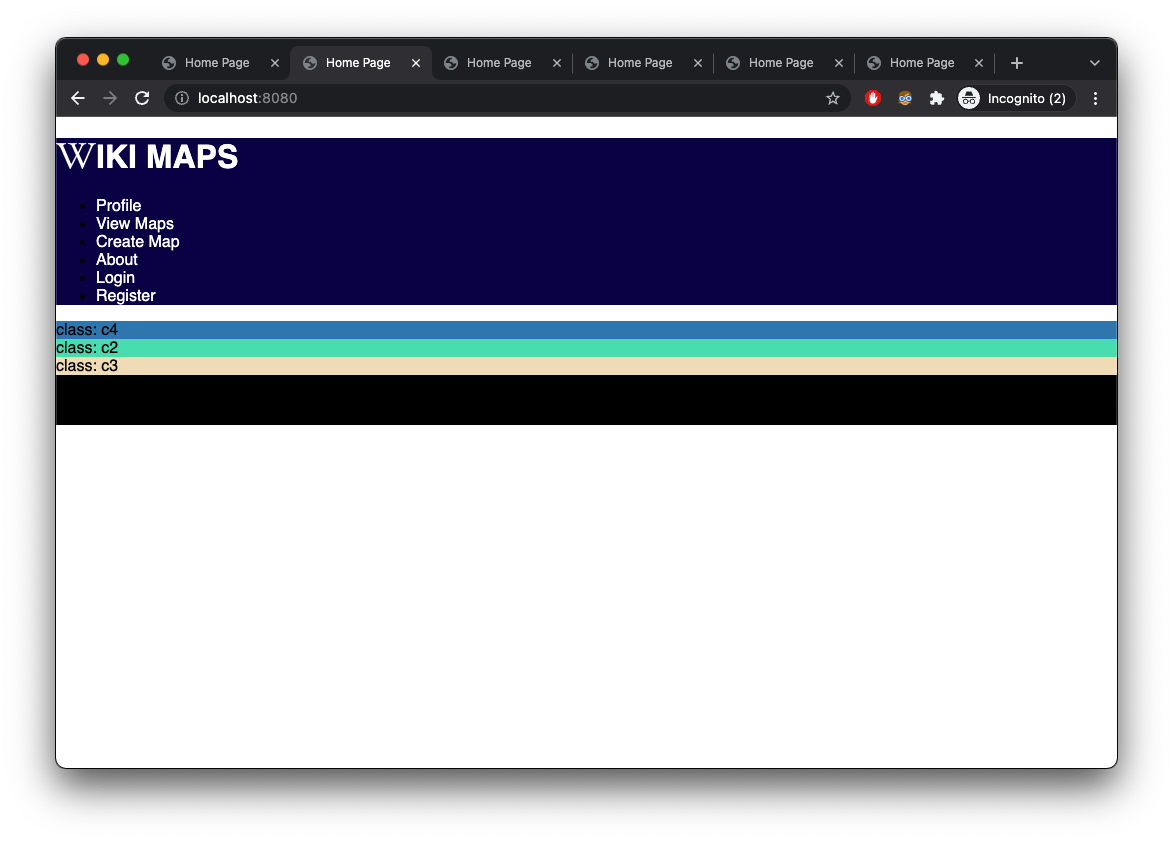 Home Page Home Page Home Page Home Page Home Page Home Page
localhost:8080 Incognito (2)
WIKI MAPS
Profile
View Maps
Create Map
About
Login
Register
class: c4
class: c2
class: c3